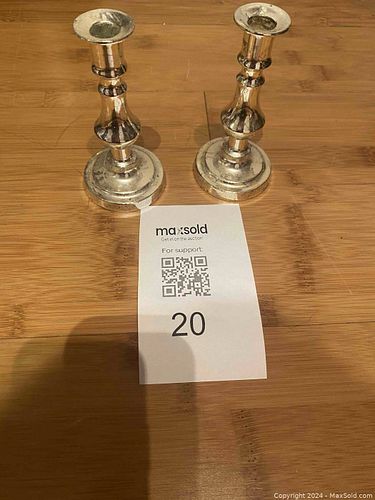 maxsold
Get in on the auction
For support:
20
Copyright 2024 - MaxSold.com